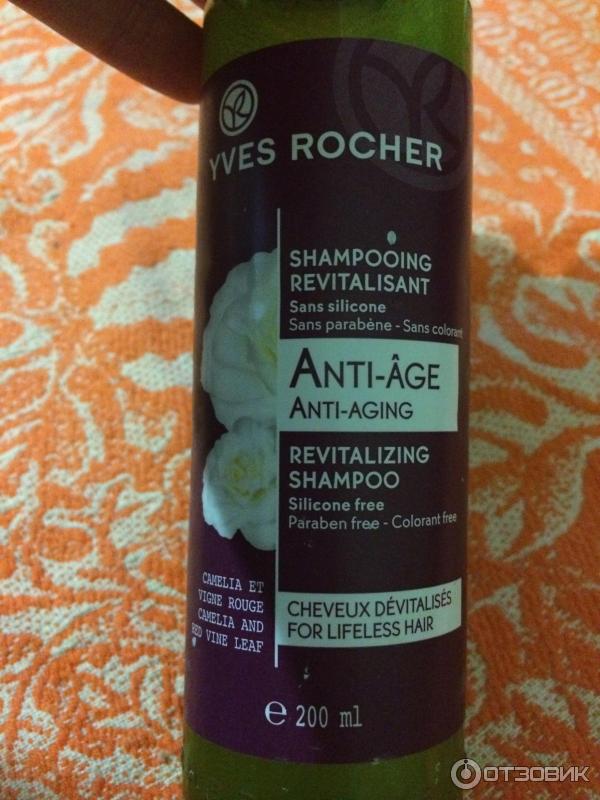 YVES ROCHER
SHAMPOOING
REVITALISANT
Sans silicone
Sans parabène - Sans colorant
ANTI-ÂGE
ANTI-AGING
REVITALIZING
SHAMPOO
Silicone free
Paraben free - Colorant free
CAMELIA ET
VIGNE ROUGE
CAMELIA AND
RED VINE LEAF
CHEVEUX DÉVITALISÉS
FOR LIFELESS HAIR
℮ 200 ml
ОТЗОВИК